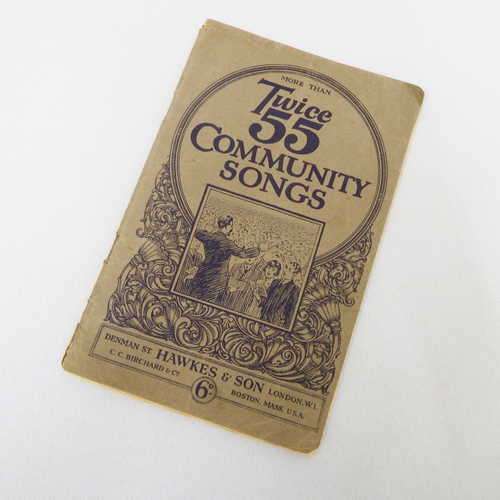 MORE THAN
Twice
55
COMMUNITY
SONGS
DENMAN ST HAWKES & SON LONDON. W.1.
C. C. BIRCHARD & Co. 6D BOSTON, MASS. U.S.A.